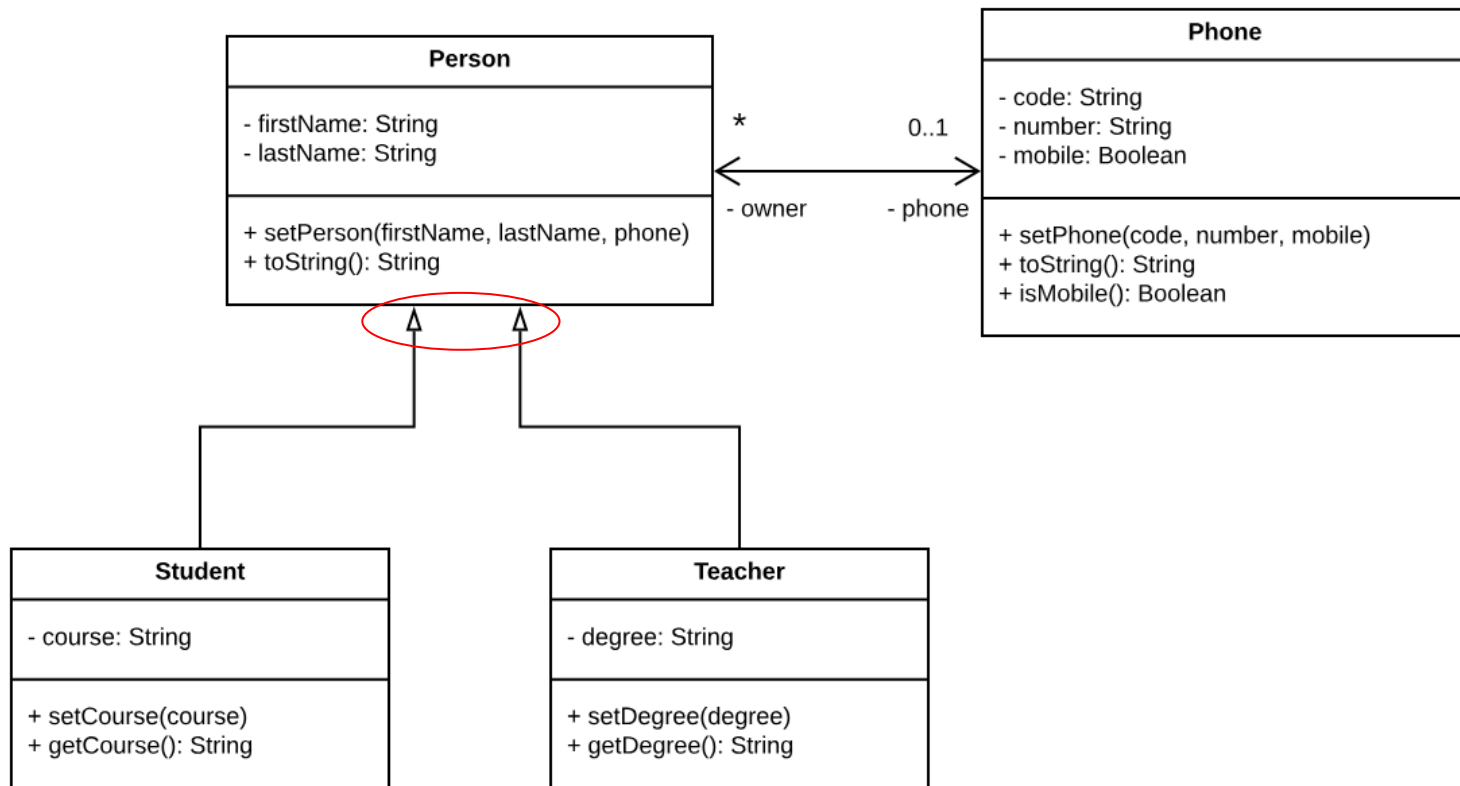 Person
- firstName: String
- lastName: String
+ setPerson(firstName, lastName, phone)
+ toString(): String
* 0..1
- owner - phone
Phone
- code: String
- number: String
- mobile: Boolean
+ setPhone(code, number, mobile)
+ toString(): String
+ isMobile(): Boolean
Student
- course: String
+ setCourse(course)
+ getCourse(): String
Teacher
- degree: String
+ setDegree(degree)
+ getDegree(): String